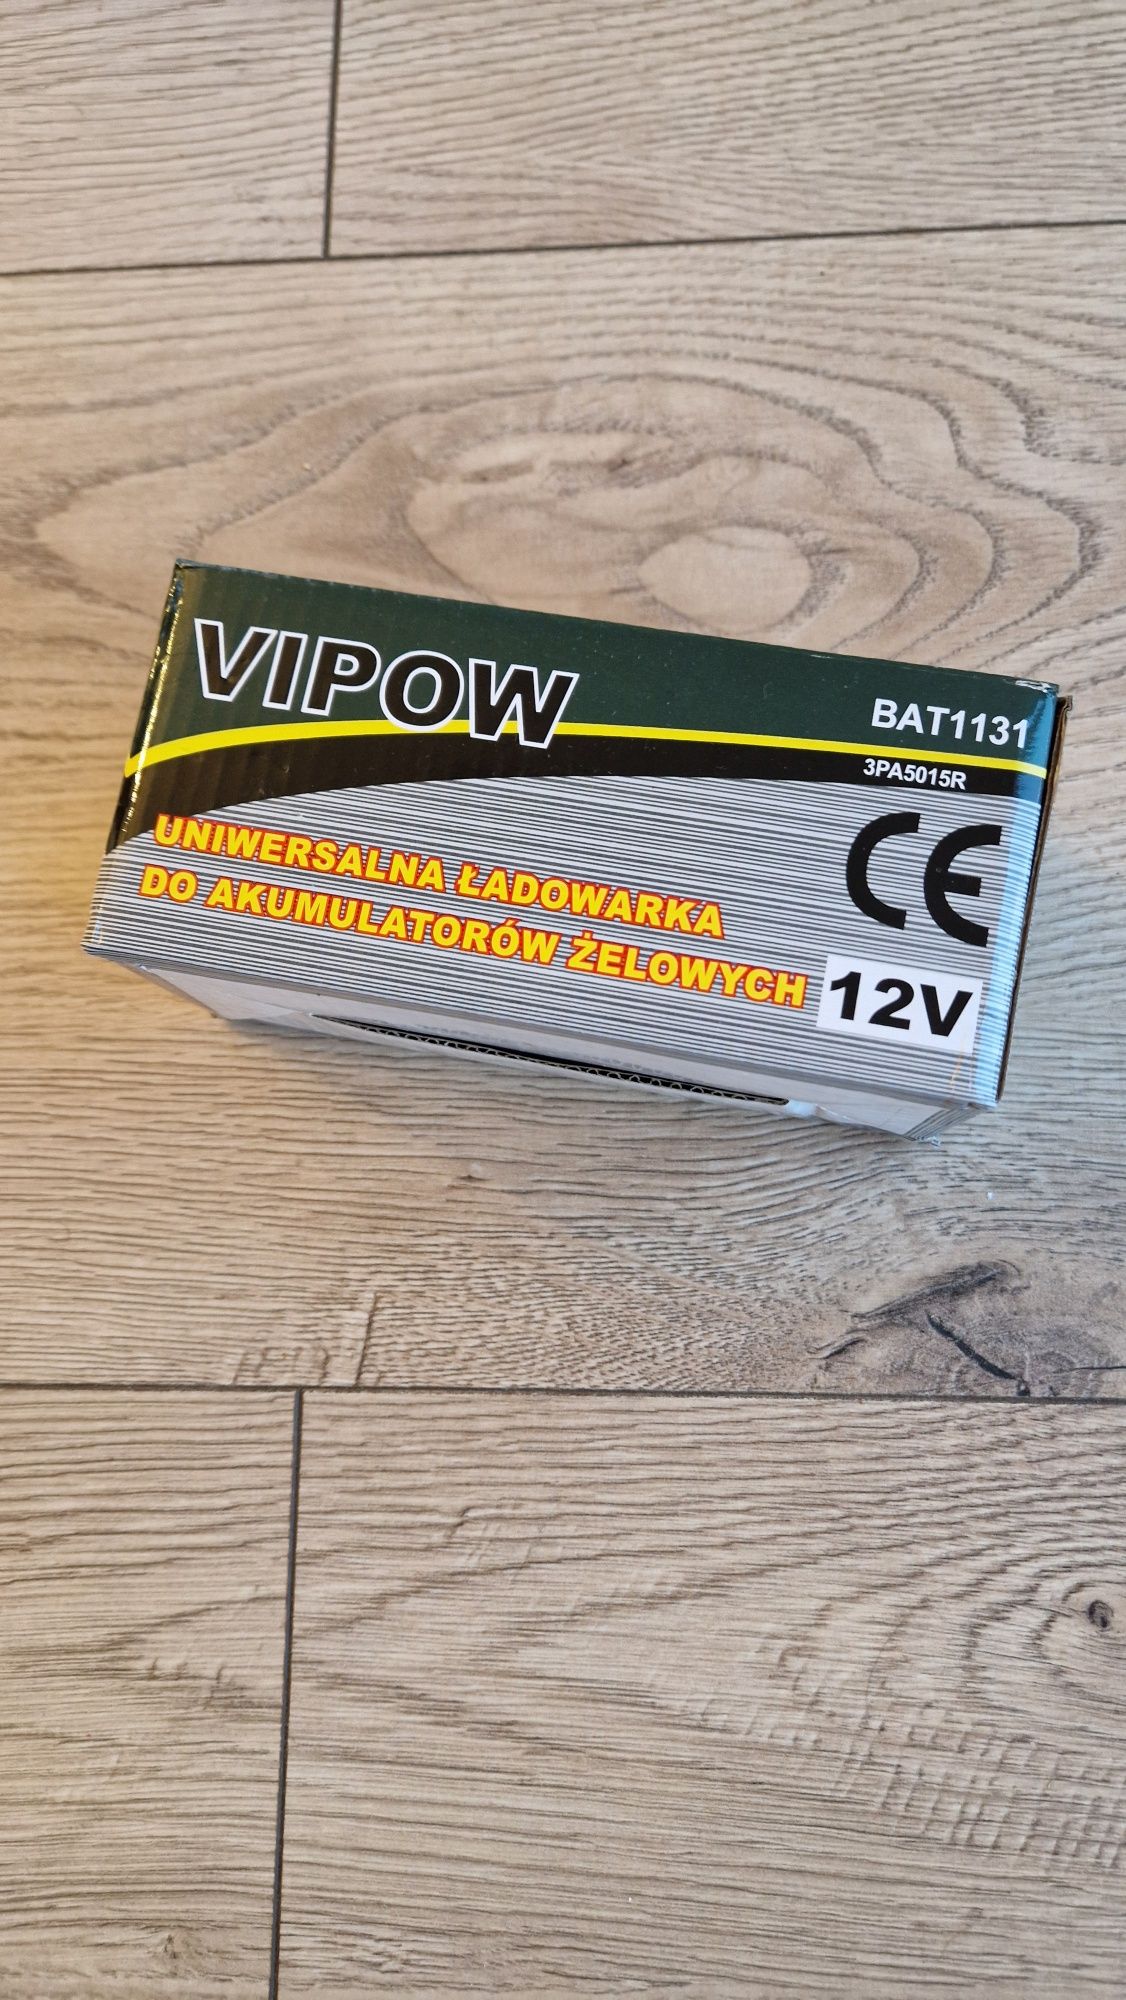 VIPOW
BAT1131
3PA5015R
CE
UNIWERSALNA ŁADOWARKA
DO AKUMULATORÓW ŻELOWYCH
12V